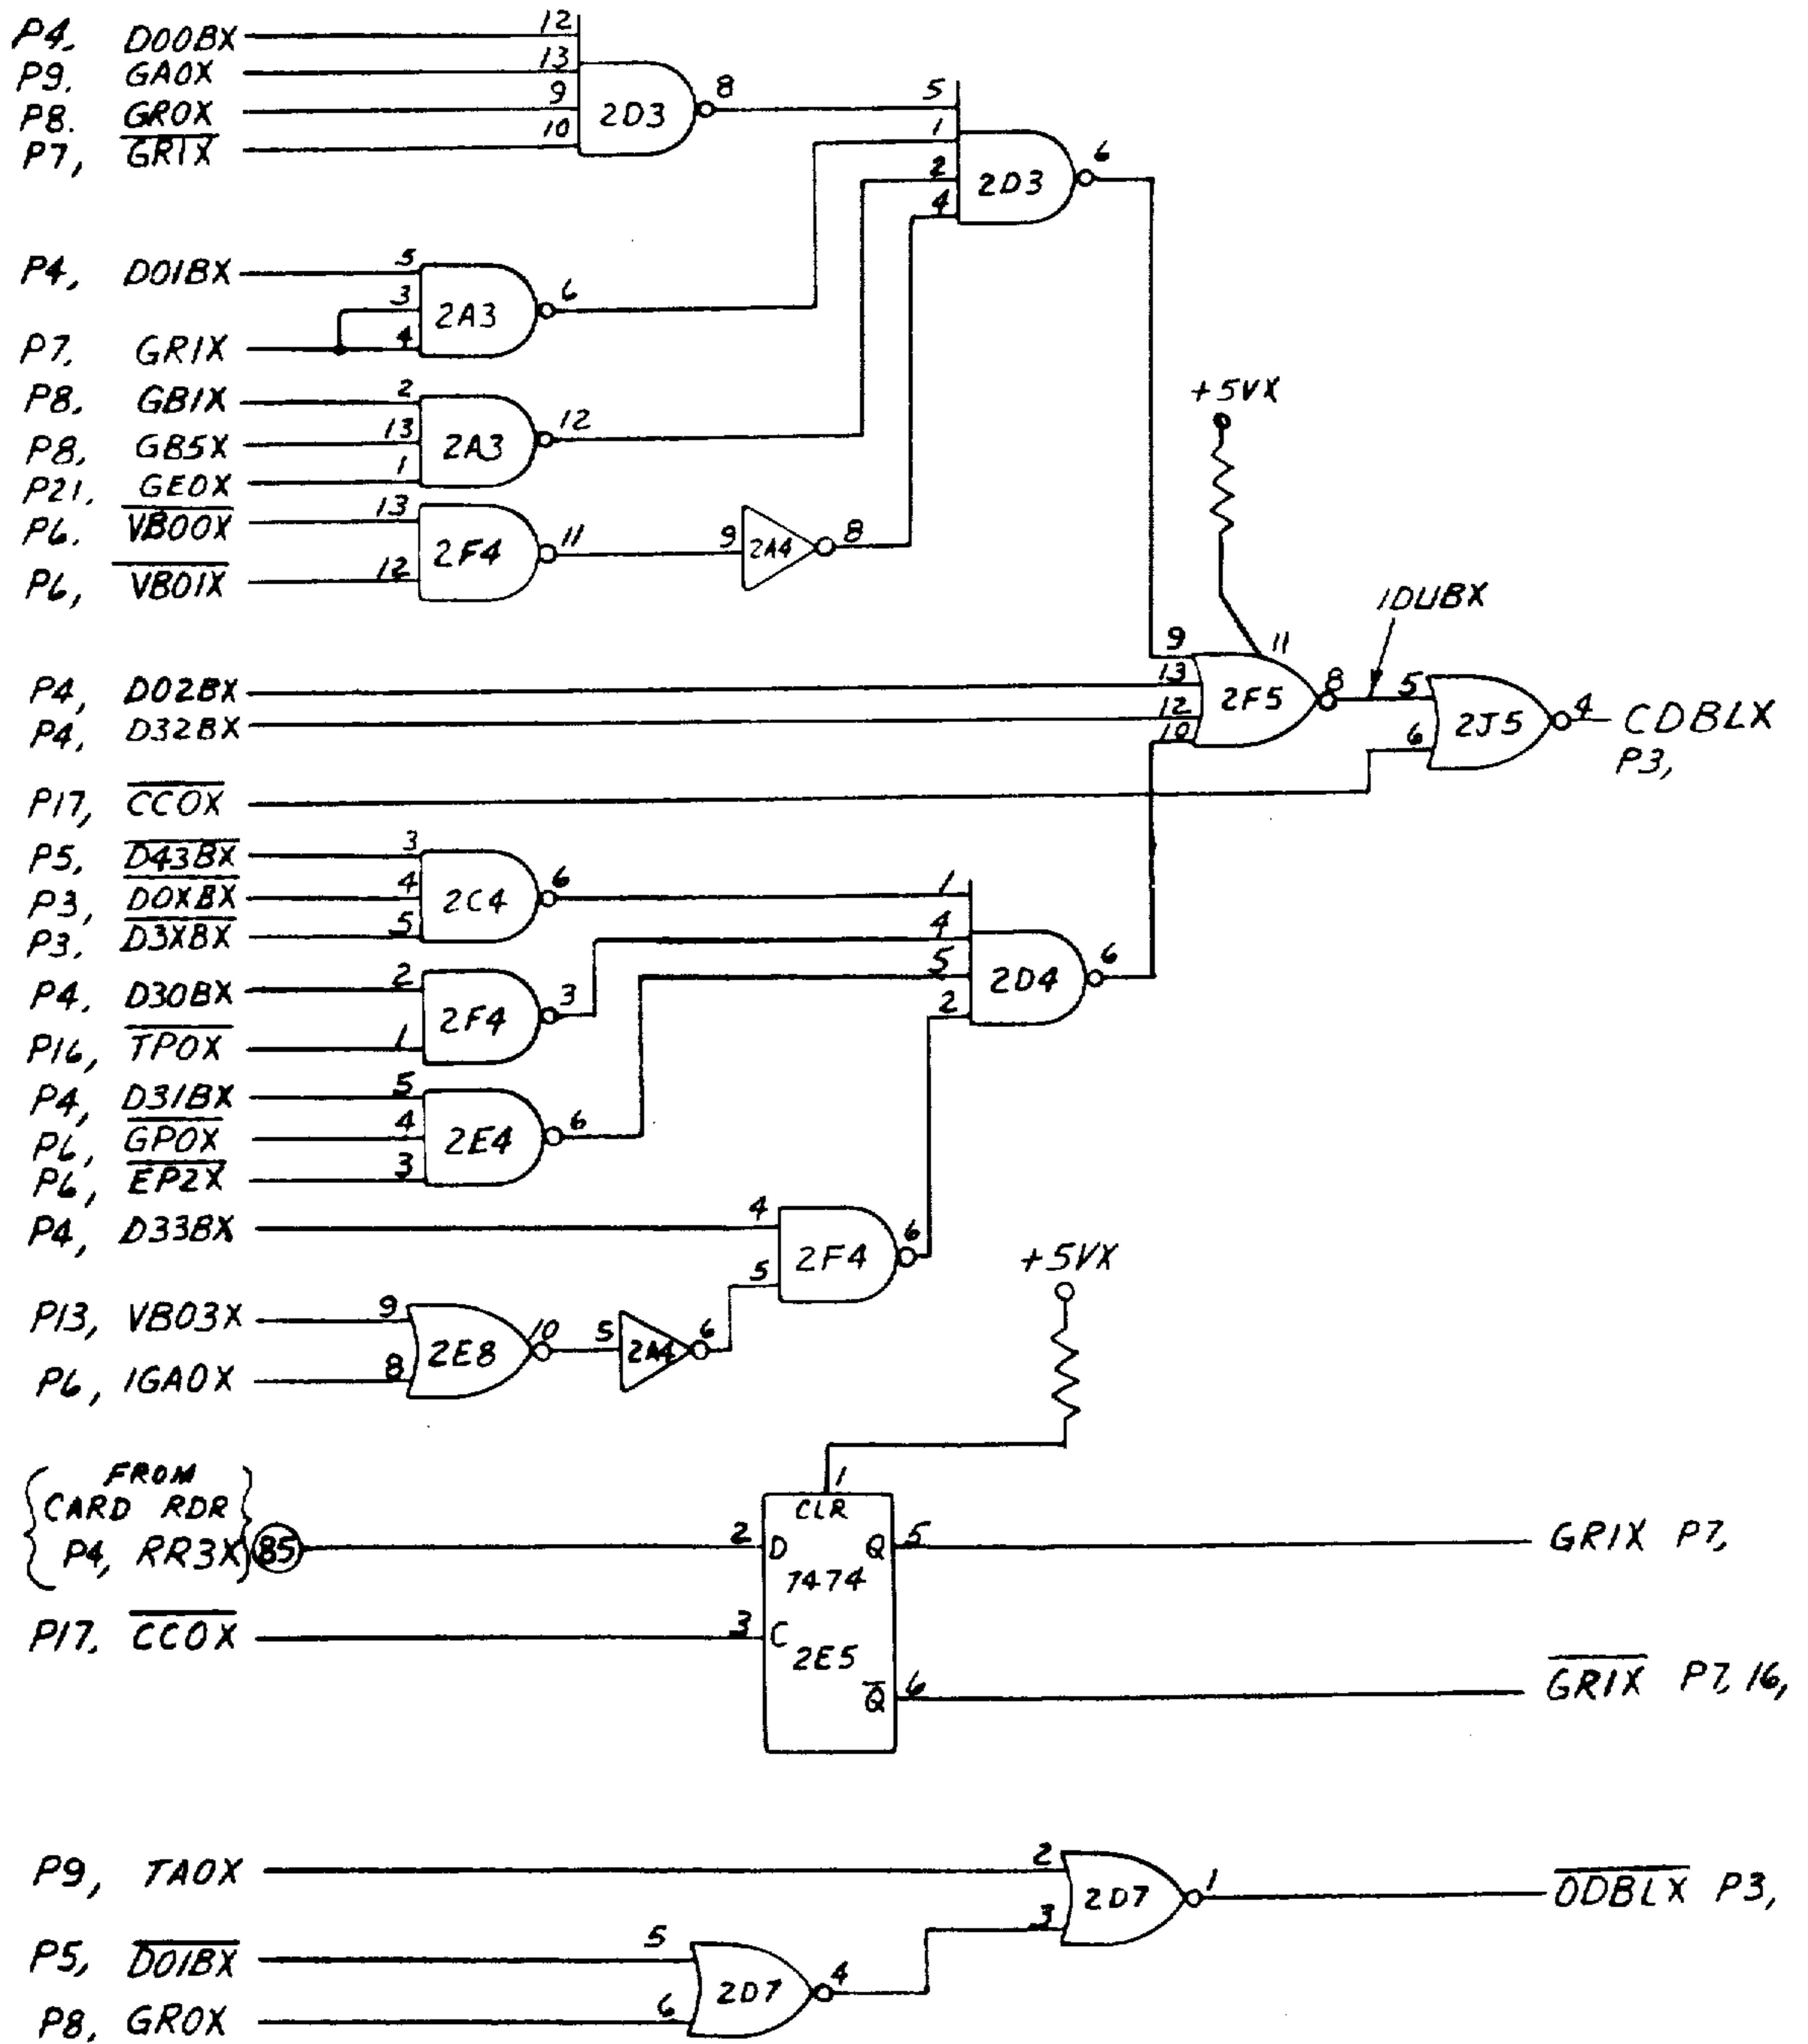 P4, D00BX 12
P9. GA0X 13
P8. GR0X 9
P7, GR1X 10
2D3 8
5
1
2
4
2D3 6
P4, D01BX 5
3
P7, GR1X 4
2A3 6
P8, GB1X 2
P8, GB5X 13
P21, GE0X 1
2A3 12
P6. VB00X 13
P6, VB01X 12
2F4 11
9 2A4 8
+5VX
11
9
P4, D02BX 13
P4, D32BX 12
10
2F5 8
1DUBX
5
6
2J5 4 CDBLX
P3,
P17, CC0X
P5, D43BX 3
P3, D0XBX 4
P3, D3XBX 5
2C4 6
1
4
5
2
2D4 6
P4, D30BX 2
P16, TP0X 1
2F4 3
P4, D31BX 5
P6, GP0X 4
P6, EP2X 3
2E4 6
P4, D33BX 4
5
2F4 6
P13, VB03X 9
P6, IGA0X 8
2E8 10
5 2A4 6
+5VX
FROM
CARD RDR
P4, RR3X 85
1
CLR
2 D Q 5
7474
GR1X P7,
P17, CC0X 3 C
2E5
Q 6
GR1X P7, 16,
P9, TA0X 2
3
2D7 1
ODBLX P3,
P5, D01BX 5
P8, GR0X 6
2D7 4